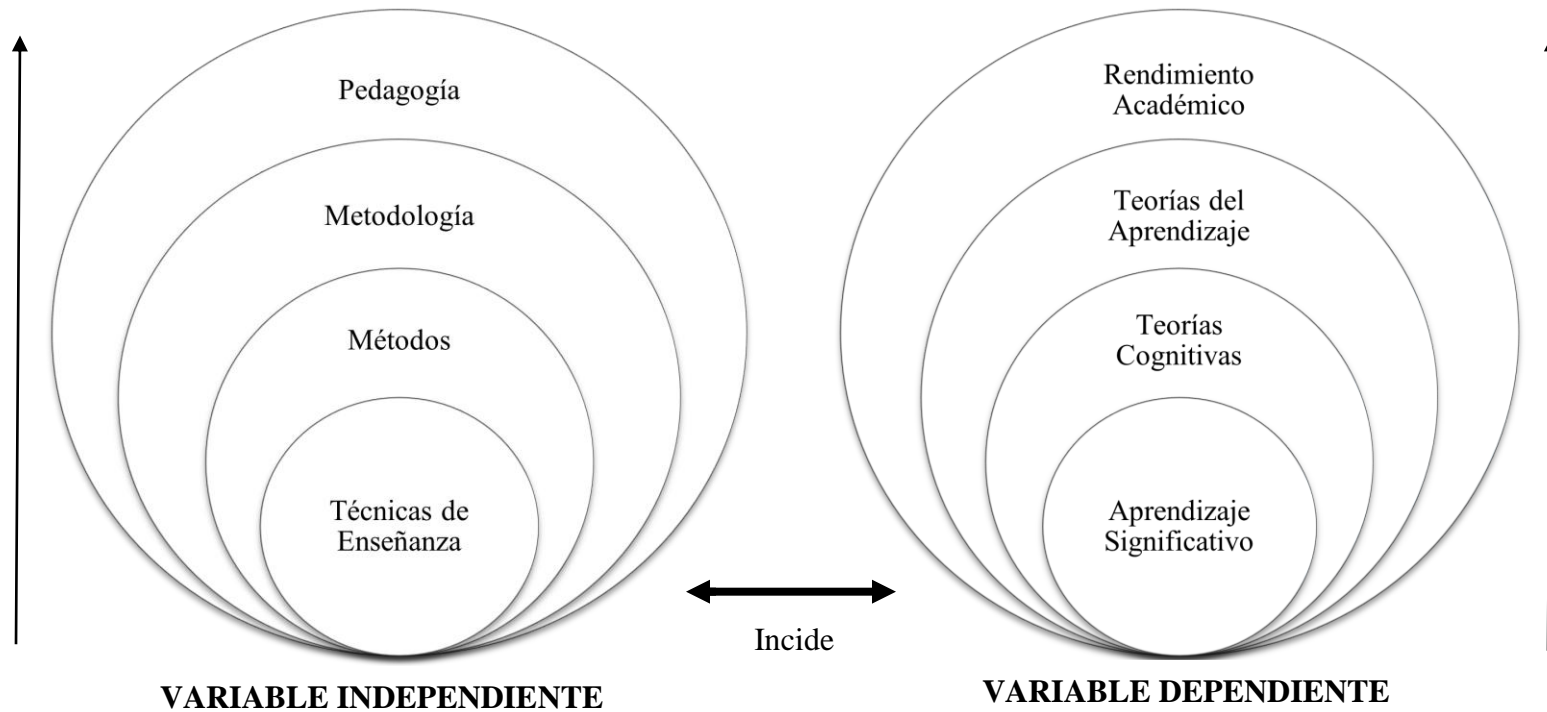 Pedagogía
Metodología
Métodos
Técnicas de
Enseñanza
VARIABLE INDEPENDIENTE
Incide
Rendimiento
Académico
Teorías del
Aprendizaje
Teorías
Cognitivas
Aprendizaje
Significativo
VARIABLE DEPENDIENTE